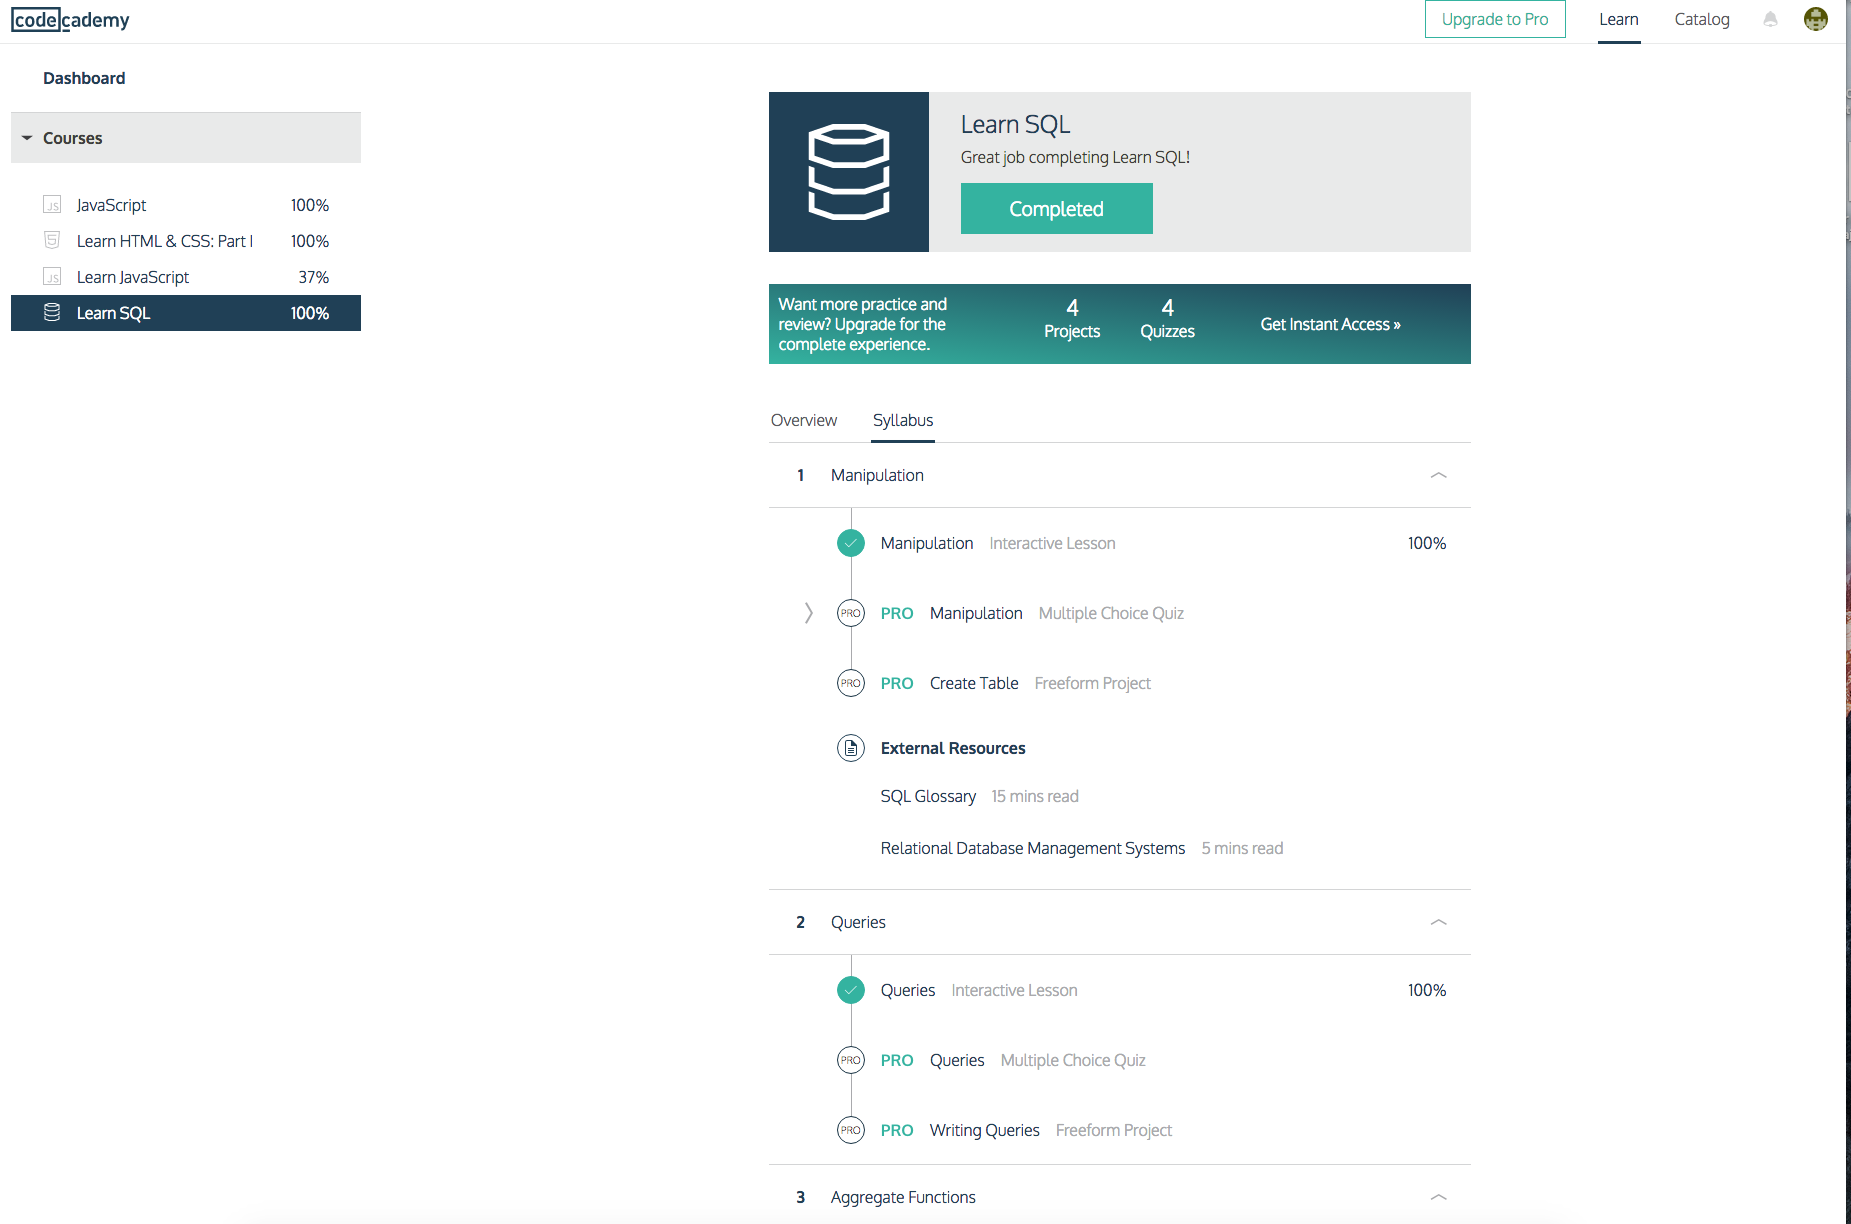 codecademy
Upgrade to Pro
Learn
Catalog
Dashboard
Courses
JS JavaScript 100%
5 Learn HTML & CSS: Part I 100%
JS Learn JavaScript 37%
Learn SQL 100%
Learn SQL
Great job completing Learn SQL!
Completed
Want more practice and
review? Upgrade for the
complete experience.
4
Projects
4
Quizzes
Get Instant Access »
Overview
Syllabus
1 Manipulation
Manipulation Interactive Lesson 100%
PRO PRO Manipulation Multiple Choice Quiz
PRO PRO Create Table Freeform Project
External Resources
SQL Glossary 15 mins read
Relational Database Management Systems 5 mins read
2 Queries
Queries Interactive Lesson 100%
PRO PRO Queries Multiple Choice Quiz
PRO PRO Writing Queries Freeform Project
3 Aggregate Functions